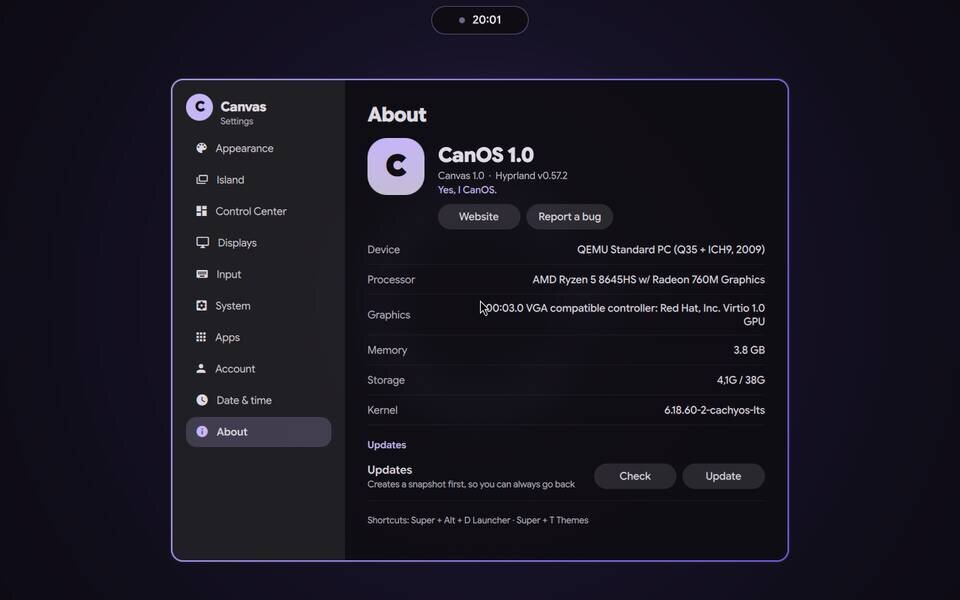 20:01
C
Canvas
Settings
Appearance
Island
Control Center
Displays
Input
System
Apps
Account
Date & time
About
About
C
CanOS 1.0
Canvas 1.0 · Hyprland v0.57.2
Yes, I CanOS.
Website
Report a bug
Device
QEMU Standard PC (Q35 + ICH9, 2009)
Processor
AMD Ryzen 5 8645HS w/ Radeon 760M Graphics
Graphics
00:03.0 VGA compatible controller: Red Hat, Inc. Virtio 1.0
GPU
Memory
3.8 GB
Storage
4,1G / 38G
Kernel
6.18.60-2-cachyos-lts
Updates
Updates
Creates a snapshot first, so you can always go back
Check
Update
Shortcuts: Super + Alt + D Launcher · Super + T Themes